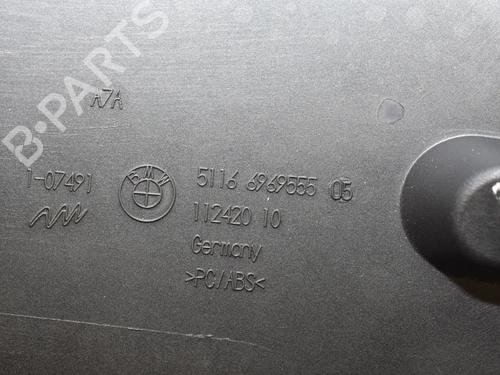 B-PARTS
A7A
1-07491
BMW
5116 6969555 05
112420 10
Germany
>PC/ABS<